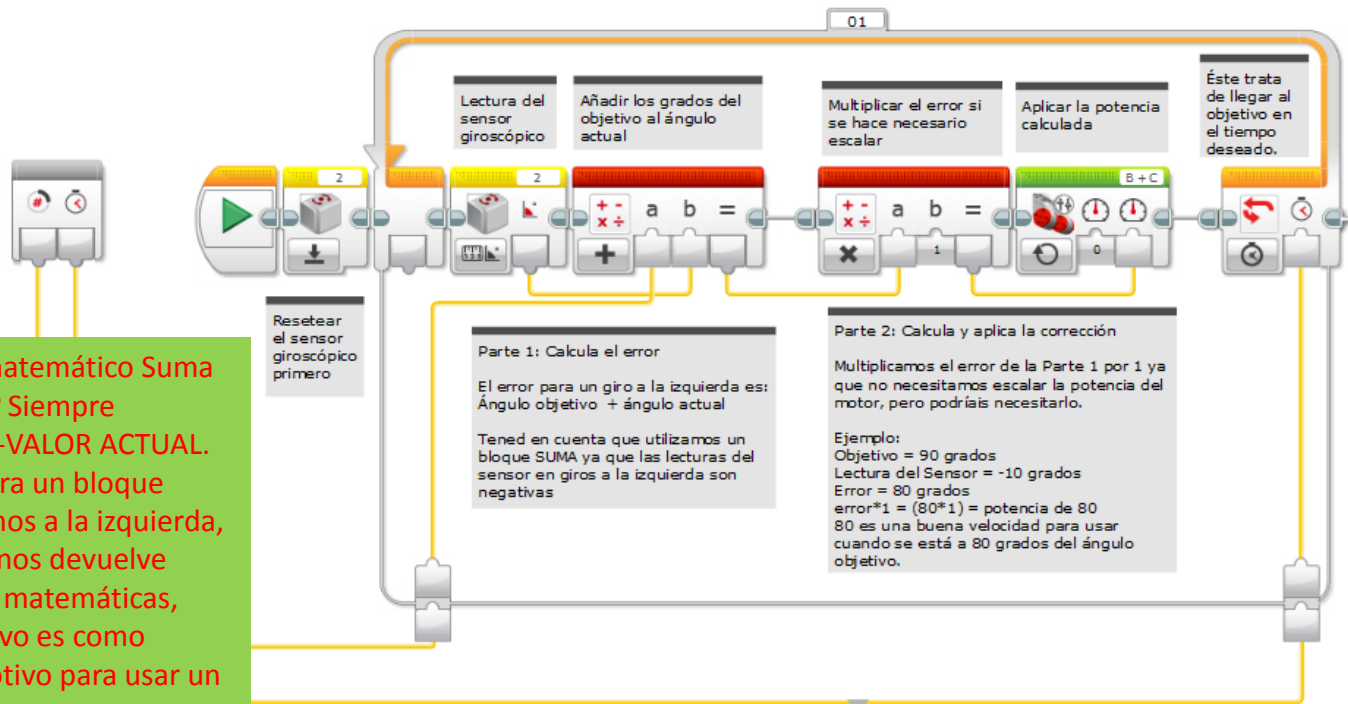 01
Lectura del
sensor
giroscópico
Añadir los grados del
objetivo al ángulo
actual
Multiplicar el error si
se hace necesario
escalar
Aplicar la potencia
calculada
Éste trata
de llegar al
objetivo en
el tiempo
deseado.
#
2
2
a b =
a b =
B + C
1
0
Resetear
el sensor
giroscópico
primero
Parte 1: Calcula el error
El error para un giro a la izquierda es:
Ángulo objetivo + ángulo actual
Tened en cuenta que utilizamos un
bloque SUMA ya que las lecturas del
sensor en giros a la izquierda son
negativas
Parte 2: Calcula y aplica la corrección
Multiplicamos el error de la Parte 1 por 1 ya
que no necesitamos escalar la potencia del
motor, pero podríais necesitarlo.
Ejemplo:
Objetivo = 90 grados
Lectura del Sensor = -10 grados
Error = 80 grados
error*1 = (80*1) = potencia de 80
80 es una buena velocidad para usar
cuando se está a 80 grados del ángulo
objetivo.
matemático Suma
Siempre
-VALOR ACTUAL.
ra un bloque
mos a la izquierda,
nos devuelve
matemáticas,
vo es como
otivo para usar un